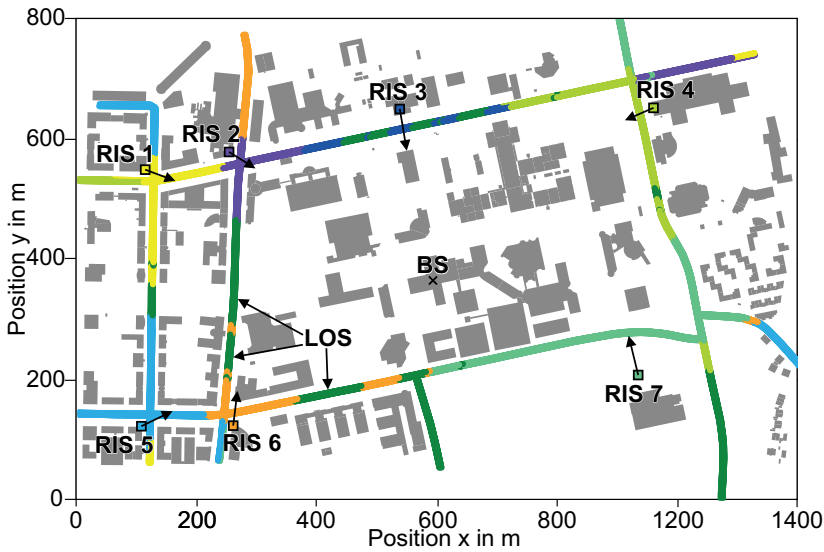 800
600
400
200
0
Position y in m
RIS 1
RIS 2
RIS 3
RIS 4
BS
LOS
RIS 5
RIS 6
RIS 7
0
200
400
600
800
1000
1200
1400
Position x in m